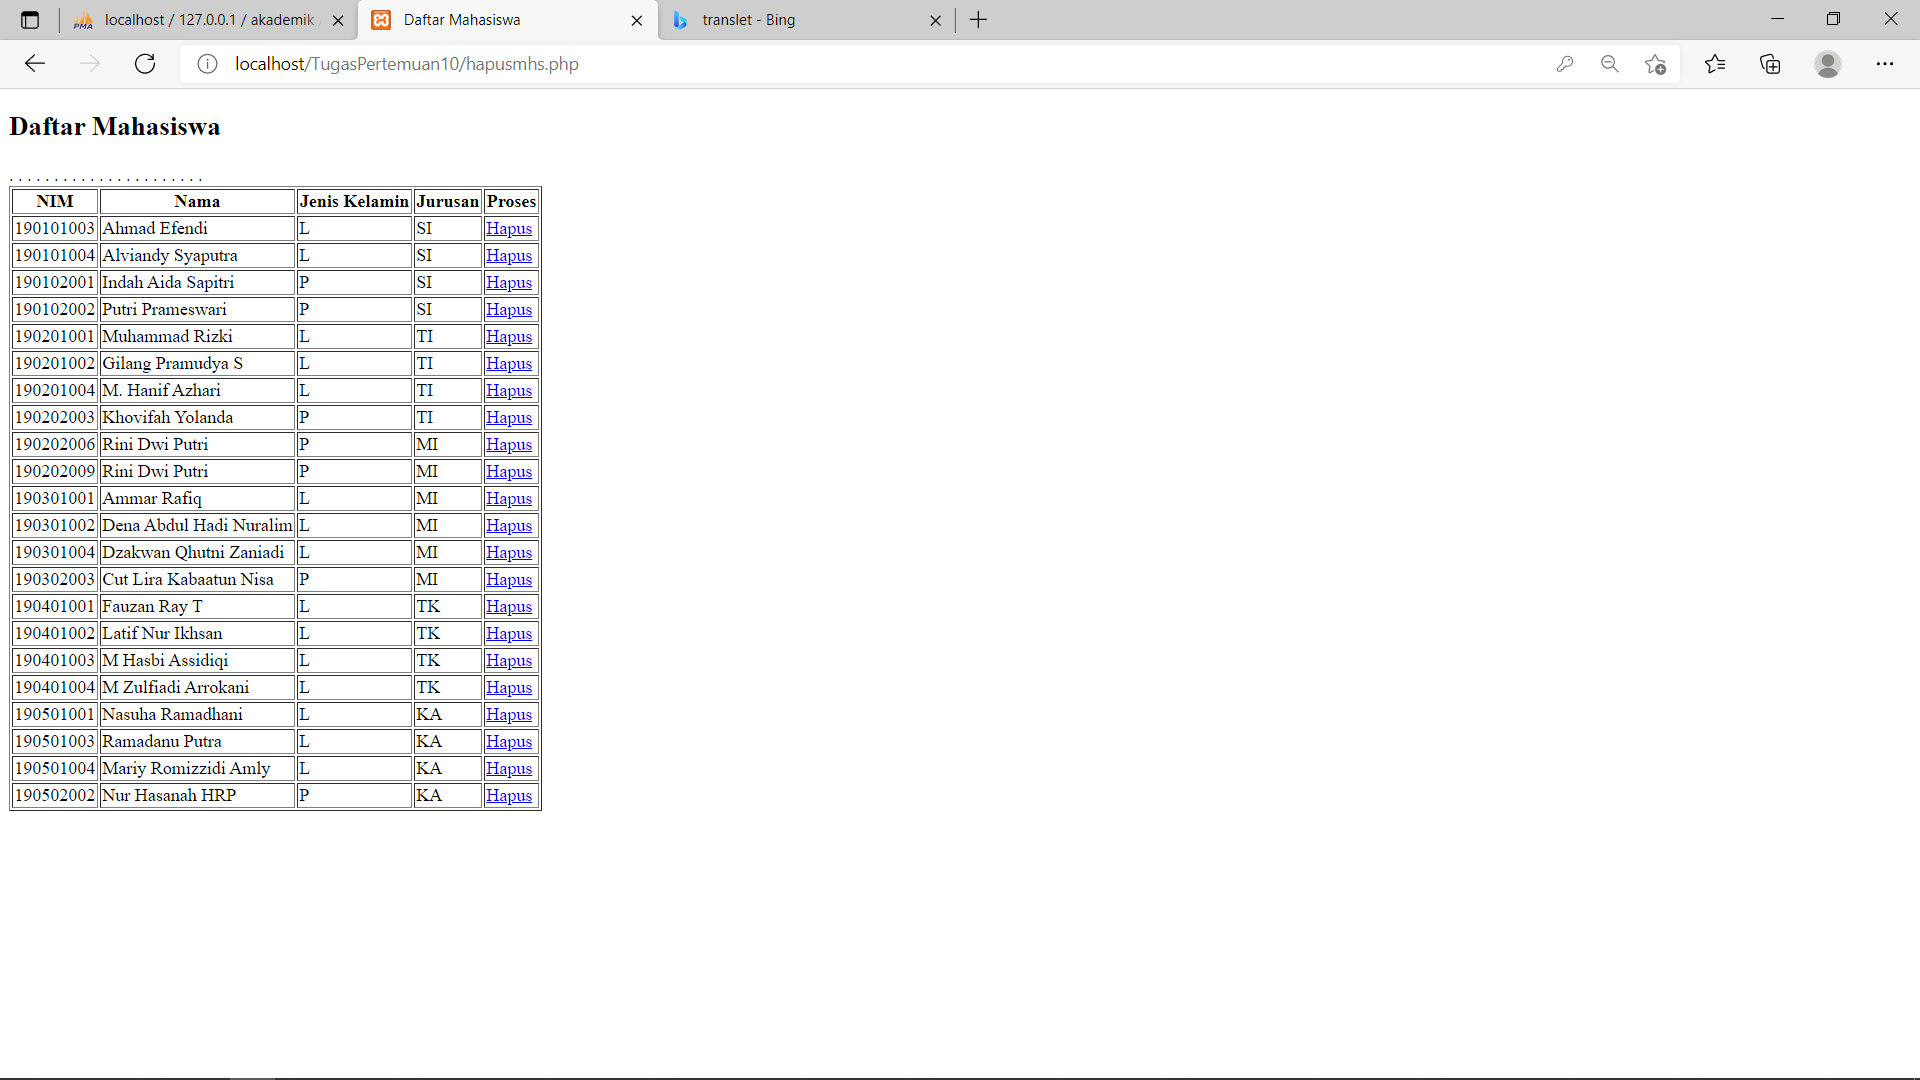 PMA localhost / 127.0.0.1 / akademik Daftar Mahasiswa translet - Bing
localhost/TugasPertemuan10/hapusmhs.php
Daftar Mahasiswa
. . . . . . . . . . . . . . . . . . . . . .
NIM Nama Jenis Kelamin Jurusan Proses
190101003 Ahmad Efendi L SI Hapus
190101004 Alviandy Syaputra L SI Hapus
190102001 Indah Aida Sapitri P SI Hapus
190102002 Putri Prameswari P SI Hapus
190201001 Muhammad Rizki L TI Hapus
190201002 Gilang Pramudya S L TI Hapus
190201004 M. Hanif Azhari L TI Hapus
190202003 Khovifah Yolanda P TI Hapus
190202006 Rini Dwi Putri P MI Hapus
190202009 Rini Dwi Putri P MI Hapus
190301001 Ammar Rafiq L MI Hapus
190301002 Dena Abdul Hadi Nuralim L MI Hapus
190301004 Dzakwan Qhutni Zaniadi L MI Hapus
190302003 Cut Lira Kabaatun Nisa P MI Hapus
190401001 Fauzan Ray T L TK Hapus
190401002 Latif Nur Ikhsan L TK Hapus
190401003 M Hasbi Assidiqi L TK Hapus
190401004 M Zulfiadi Arrokani L TK Hapus
190501001 Nasuha Ramadhani L KA Hapus
190501003 Ramadanu Putra L KA Hapus
190501004 Mariy Romizzidi Amly L KA Hapus
190502002 Nur Hasanah HRP P KA Hapus